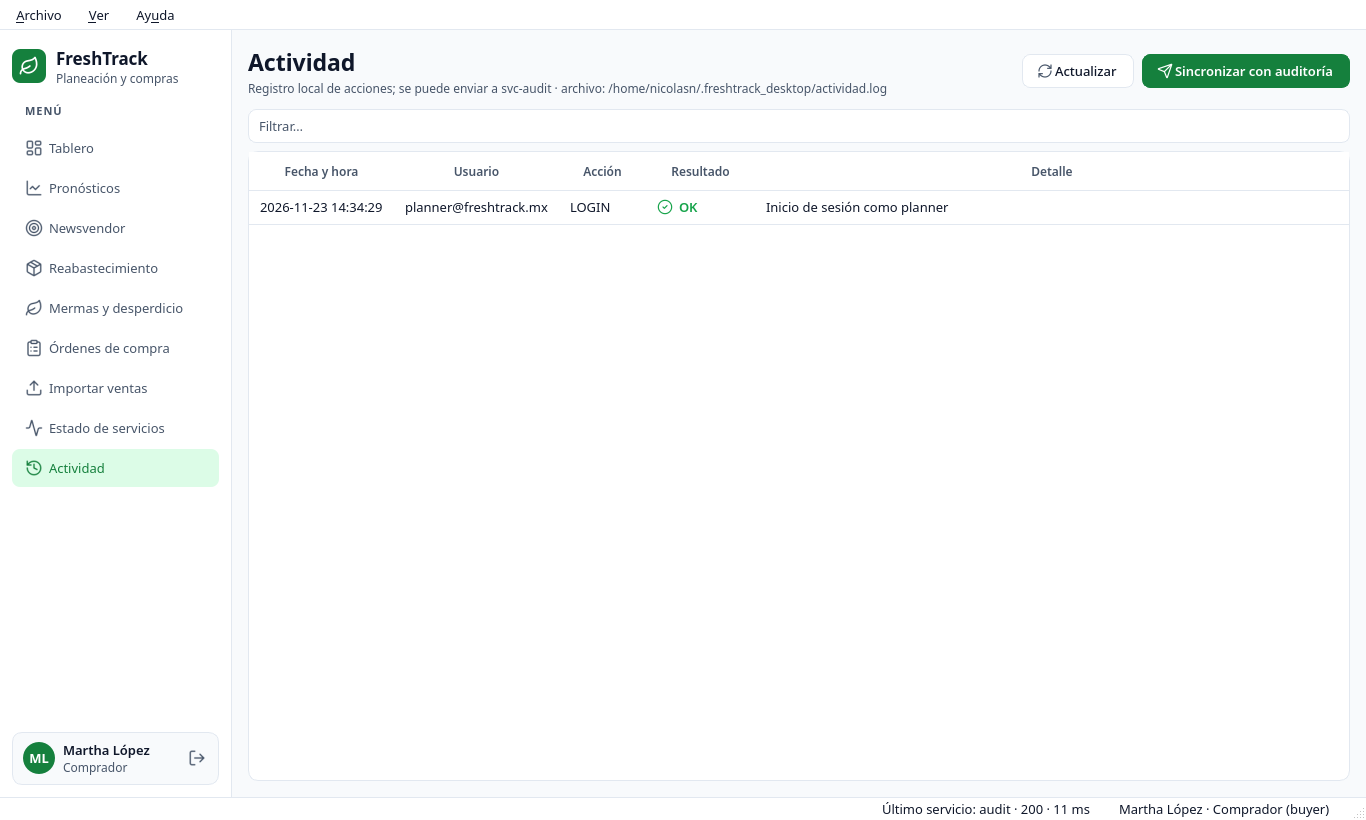 Archivo Ver Ayuda
FreshTrack
Planeación y compras
MENÚ
Tablero
Pronósticos
Newsvendor
Reabastecimiento
Mermas y desperdicio
Órdenes de compra
Importar ventas
Estado de servicios
Actividad
ML
Martha López
Comprador
Actividad
Registro local de acciones; se puede enviar a svc-audit · archivo: /home/nicolasn/.freshtrack_desktop/actividad.log
Actualizar
Sincronizar con auditoría
Filtrar...
Fecha y hora Usuario Acción Resultado Detalle
2026-11-23 14:34:29 planner@freshtrack.mx LOGIN OK Inicio de sesión como planner
Último servicio: audit · 200 · 11 ms Martha López · Comprador (buyer)